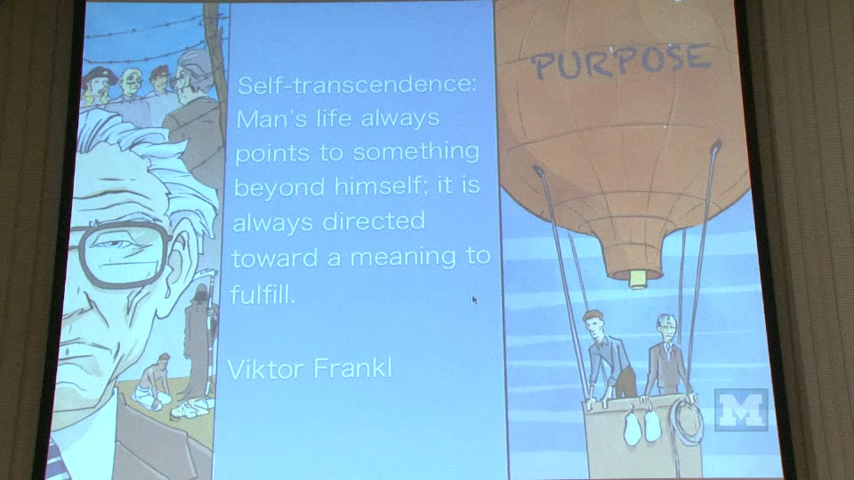 Self-transcendence:
Man's life always
points to something
beyond himself; it is
always directed
toward a meaning to
fulfill.
Viktor Frankl
PURPOSE
M